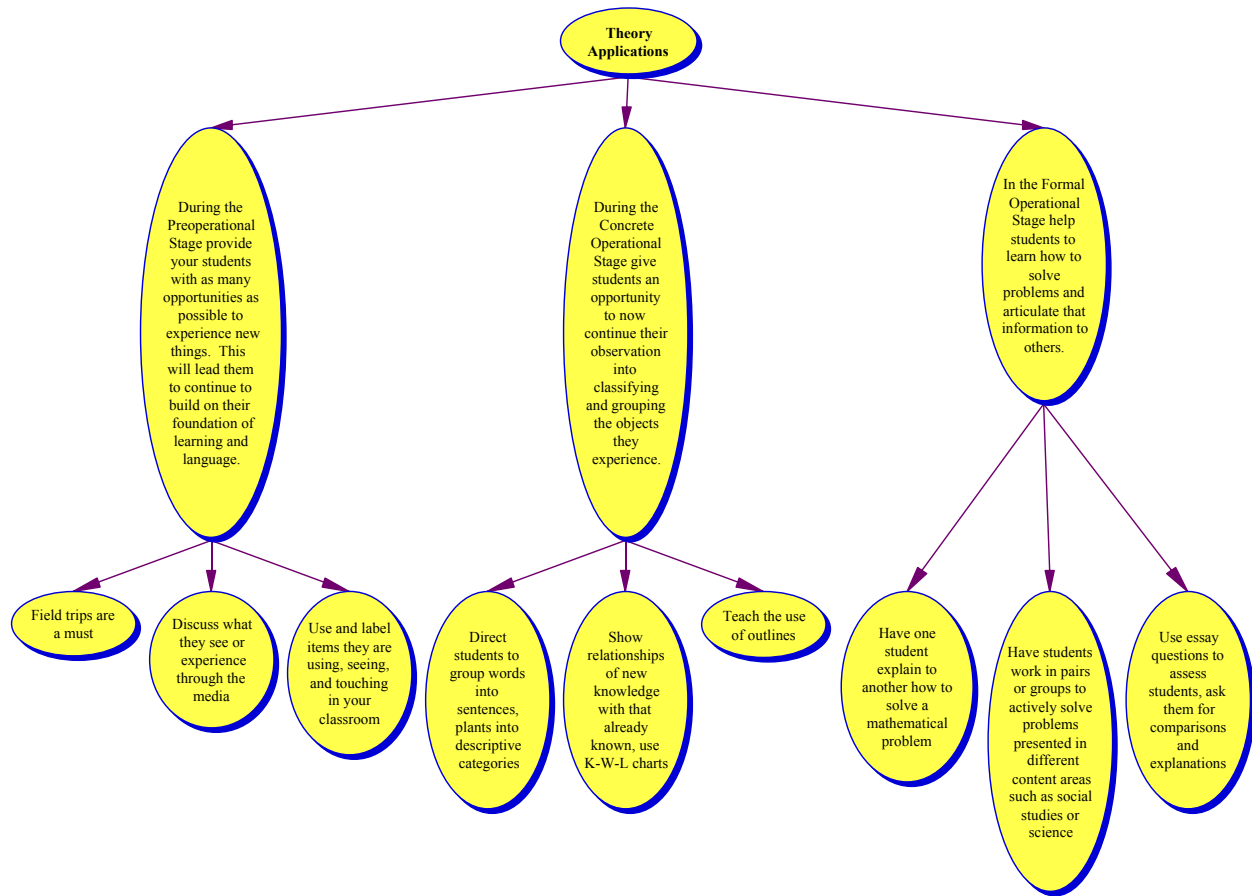 Theory
Applications
During the
Preoperational
Stage provide
your students
with as many
opportunities as
possible to
experience new
things. This
will lead them
to continue to
build on their
foundation of
learning and
language.
During the
Concrete
Operational
Stage give
students an
opportunity
to now
continue their
observation
into
classifying
and grouping
the objects
they
experience.
In the Formal
Operational
Stage help
students to
learn how to
solve
problems and
articulate that
information to
others.
Field trips are
a must
Discuss what
they see or
experience
through the
media
Use and label
items they are
using, seeing,
and touching
in your
classroom
Direct
students to
group words
into
sentences,
plants into
descriptive
categories
Show
relationships
of new
knowledge
with that
already
known, use
K-W-L charts
Teach the use
of outlines
Have one
student
explain to
another how to
solve a
mathematical
problem
Have students
work in pairs
or groups to
actively solve
problems
presented in
different
content areas
such as social
studies or
science
Use essay
questions to
assess
students, ask
them for
comparisons
and
explanations